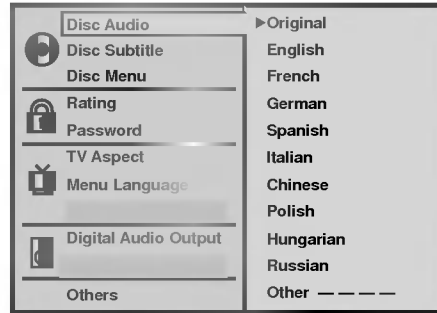 Disc Audio
Disc Subtitle
Disc Menu
Rating
Password
TV Aspect
Menu Language
Digital Audio Output
Others
▶Original
English
French
German
Spanish
Italian
Chinese
Polish
Hungarian
Russian
Other — — — —